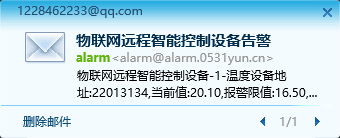 1228462233@qq.com
物联网远程智能控制设备告警
alarm<alarm@alarm.0531yun.cn>
物联网远程智能控制设备-1-温度设备地
址:22013134,当前值:20.10,报警限值:16.50,...
删除邮件
1/1